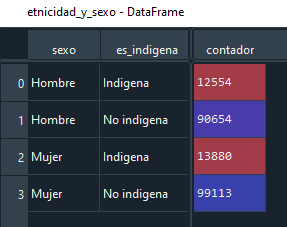 etnicidad_y_sexo - DataFrame
sexo es_indigena contador
0 Hombre Indigena 12554
1 Hombre No indigena 90654
2 Mujer Indigena 13880
3 Mujer No indigena 99113